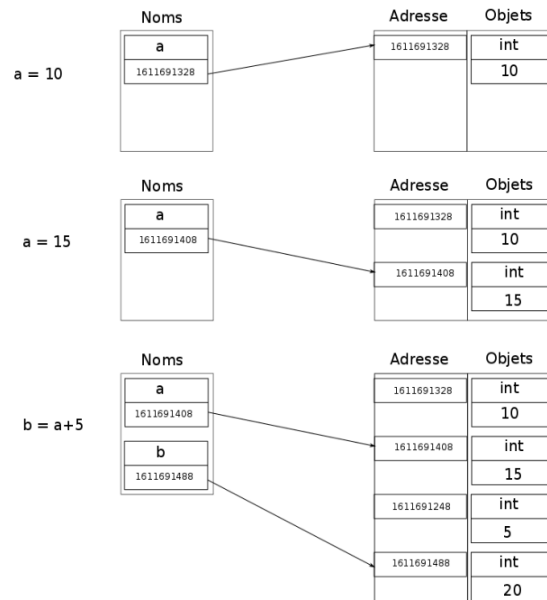 Noms Adresse Objets
a 1611691328 int
a = 10 1611691328 10
Noms Adresse Objets
a 1611691328 int
a = 15 1611691408 10
1611691408 int
15
Noms Adresse Objets
a 1611691328 int
b = a+5 1611691408 10
b 1611691408 int
1611691488 15
1611691248 int
5
1611691488 int
20